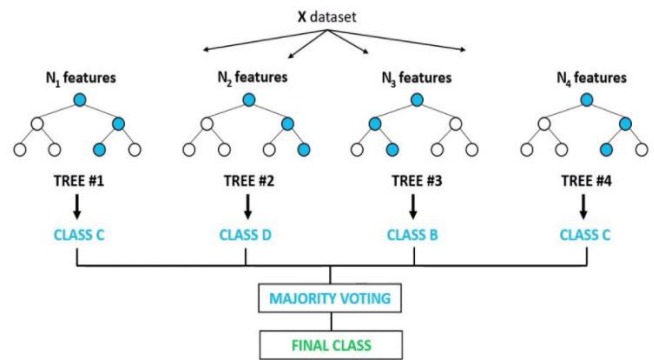 X dataset
N₁ features
N₂ features
N₃ features
N₄ features
TREE #1
TREE #2
TREE #3
TREE #4
CLASS C
CLASS D
CLASS B
CLASS C
MAJORITY VOTING
FINAL CLASS